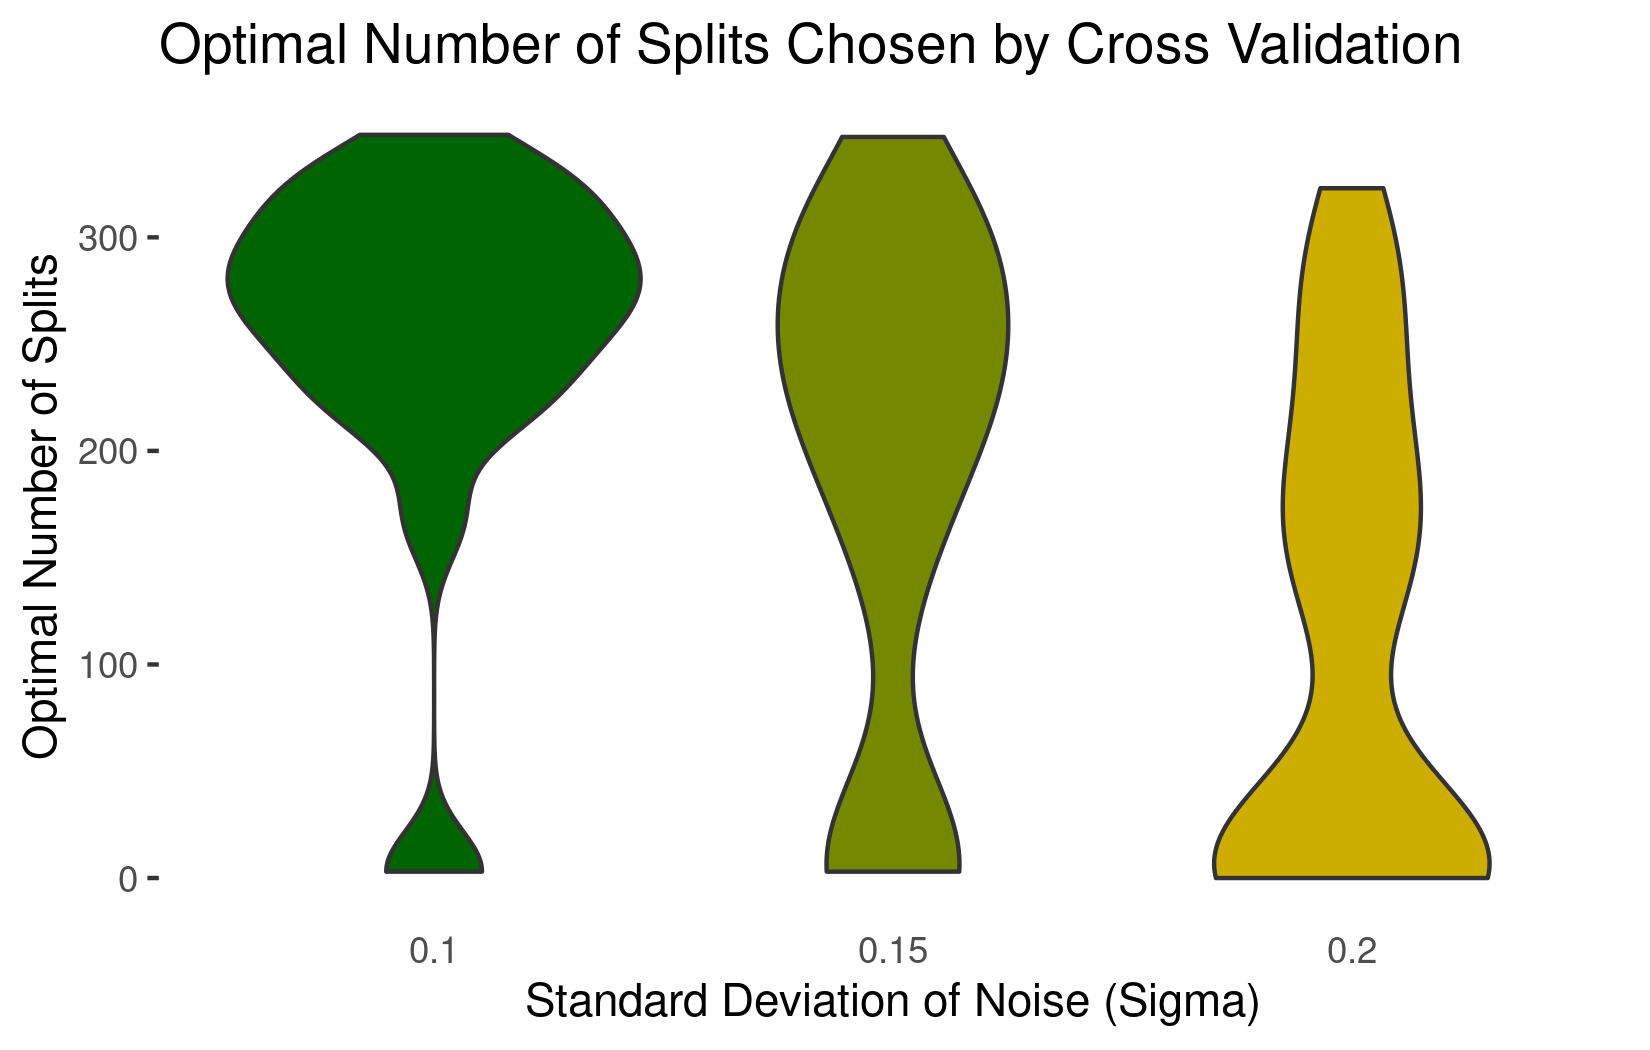 Optimal Number of Splits Chosen by Cross Validation
Optimal Number of Splits
300
200
100
0
0.1
0.15
0.2
Standard Deviation of Noise (Sigma)